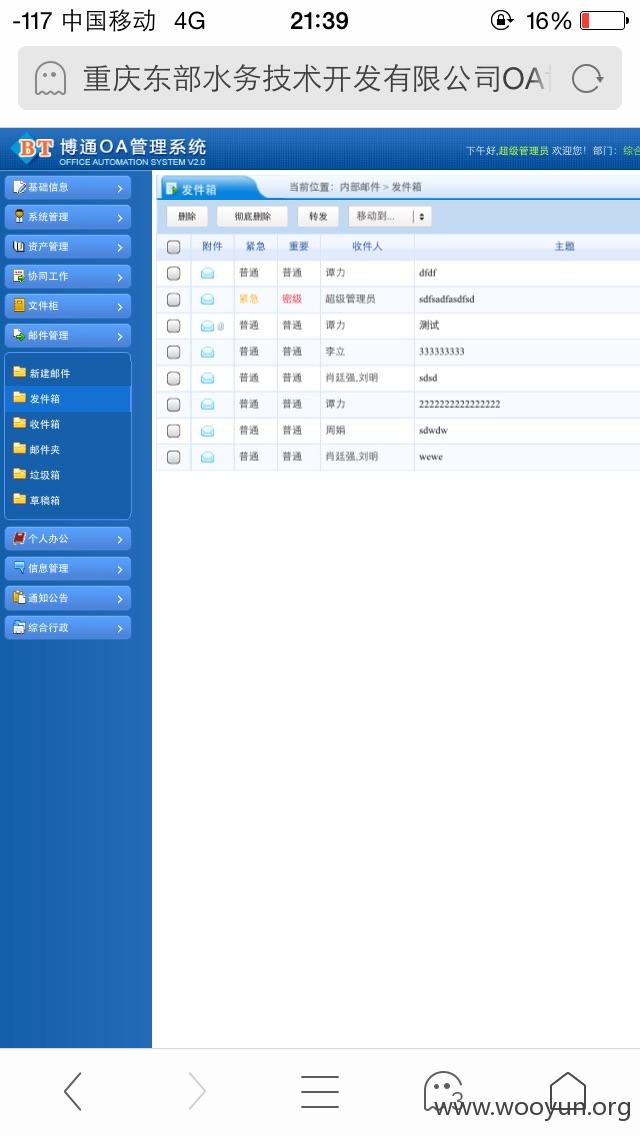 -117 中国移动 4G 21:39 16%
重庆东部水务技术开发有限公司OA
BT 博通OA管理系统
OFFICE AUTOMATION SYSTEM V2.0
下午好,超级管理员 欢迎您! 部门: 综合
基础信息
系统管理
资产管理
协同工作
文件柜
邮件管理
新建邮件
发件箱
收件箱
邮件夹
垃圾箱
草稿箱
个人办公
信息管理
通知公告
综合行政
发件箱 当前位置: 内部邮件 > 发件箱
删除 彻底删除 转发 移动到...
附件 紧急 重要 收件人 主题
普通 普通 谭力 dfdf
紧急 密级 超级管理员 sdfsadfasdfsd
普通 普通 谭力 测试
普通 普通 李立 333333333
普通 普通 肖廷强,刘明 sdsd
普通 普通 谭力 2222222222222222
普通 普通 周娟 sdwdw
普通 普通 肖廷强,刘明 wewe
3
www.wooyun.org